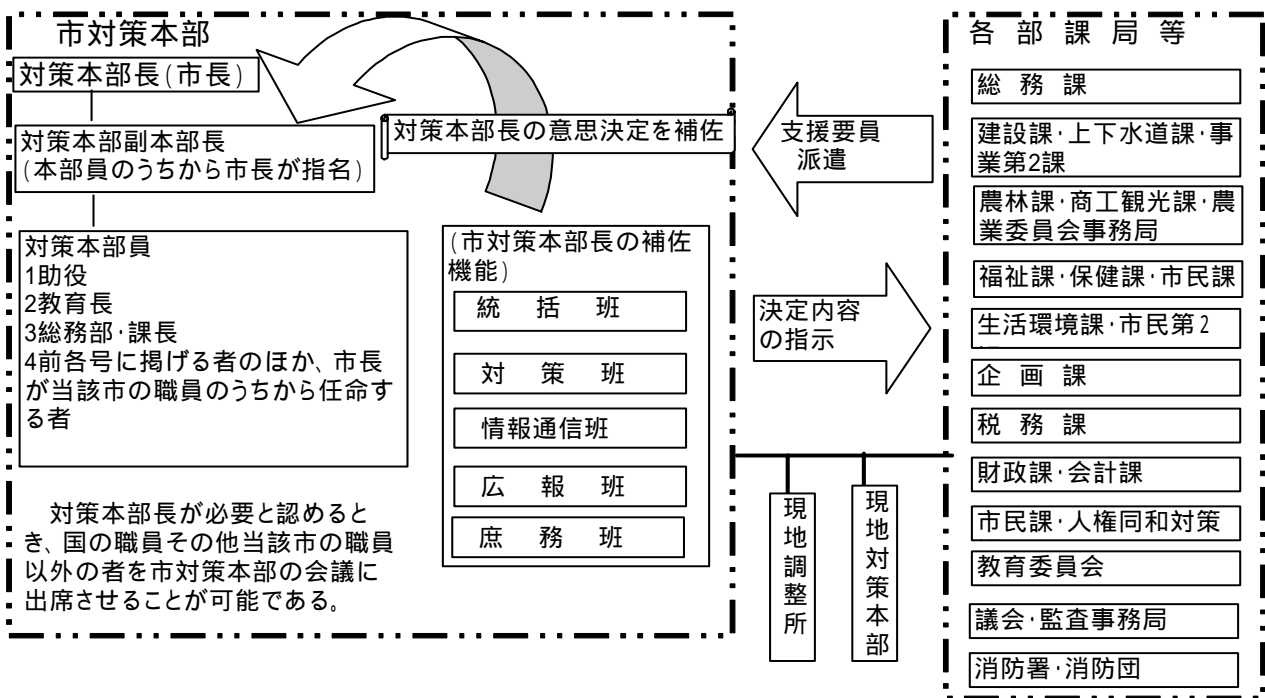 市対策本部
対策本部長(市長)
対策本部副本部長
(本部員のうちから市長が指名)
対策本部員
1助役
2教育長
3総務部・課長
4前各号に掲げる者のほか、市長
が当該市の職員のうちから任命す
る者
対策本部長が必要と認めると
き、国の職員その他当該市の職員
以外の者を市対策本部の会議に
出席させることが可能である。
対策本部長の意思決定を補佐
(市対策本部長の補佐
機能)
統括班
対策班
情報通信班
広報班
庶務班
支援要員
派遣
決定内容
の指示
現地調整所
現地対策本部
各部課局等
総務課
建設課・上下水道課・事
業第2課
農林課・商工観光課・農
業委員会事務局
福祉課・保健課・市民課
生活環境課・市民第2
企画課
税務課
財政課・会計課
市民課・人権同和対策
教育委員会
議会・監査事務局
消防署・消防団